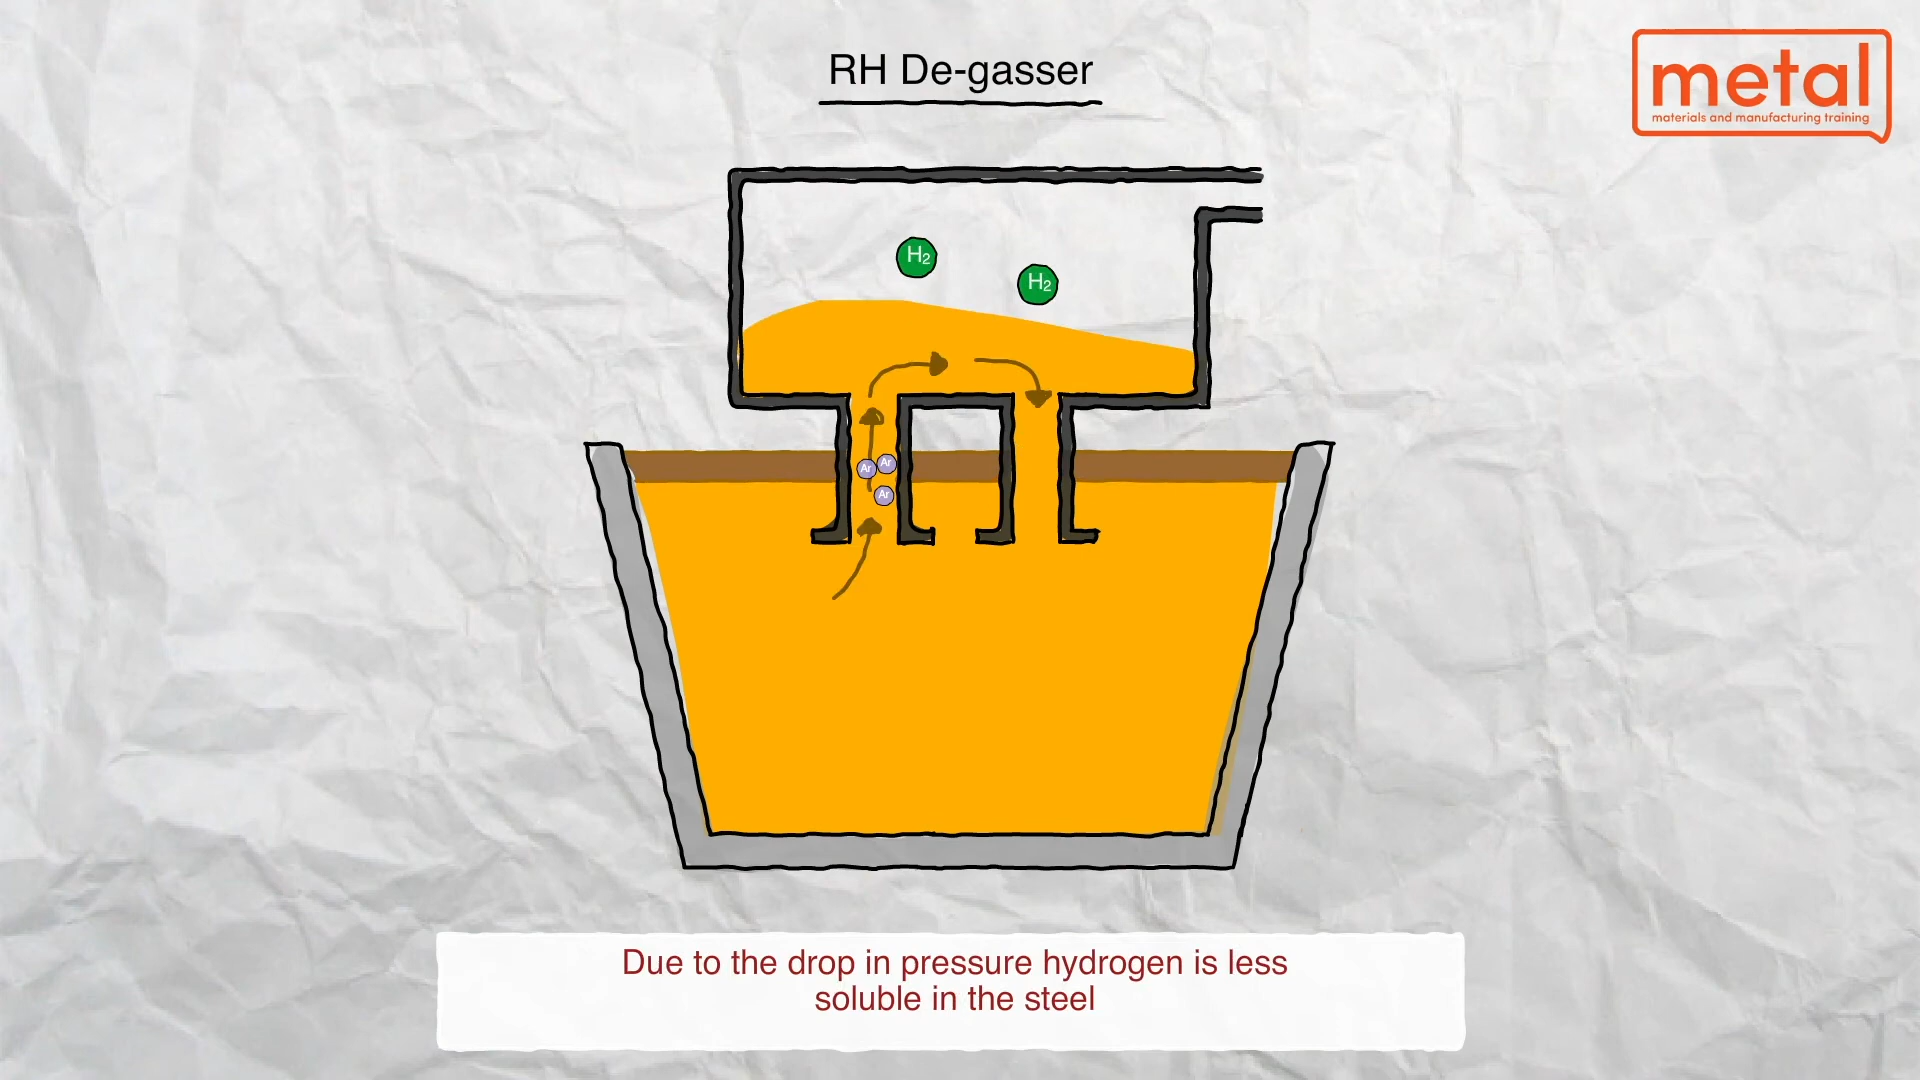 RH De-gasser
metal
materials and manufacturing training
H₂
H₂
Ar
Ar
Ar
Due to the drop in pressure hydrogen is less
soluble in the steel